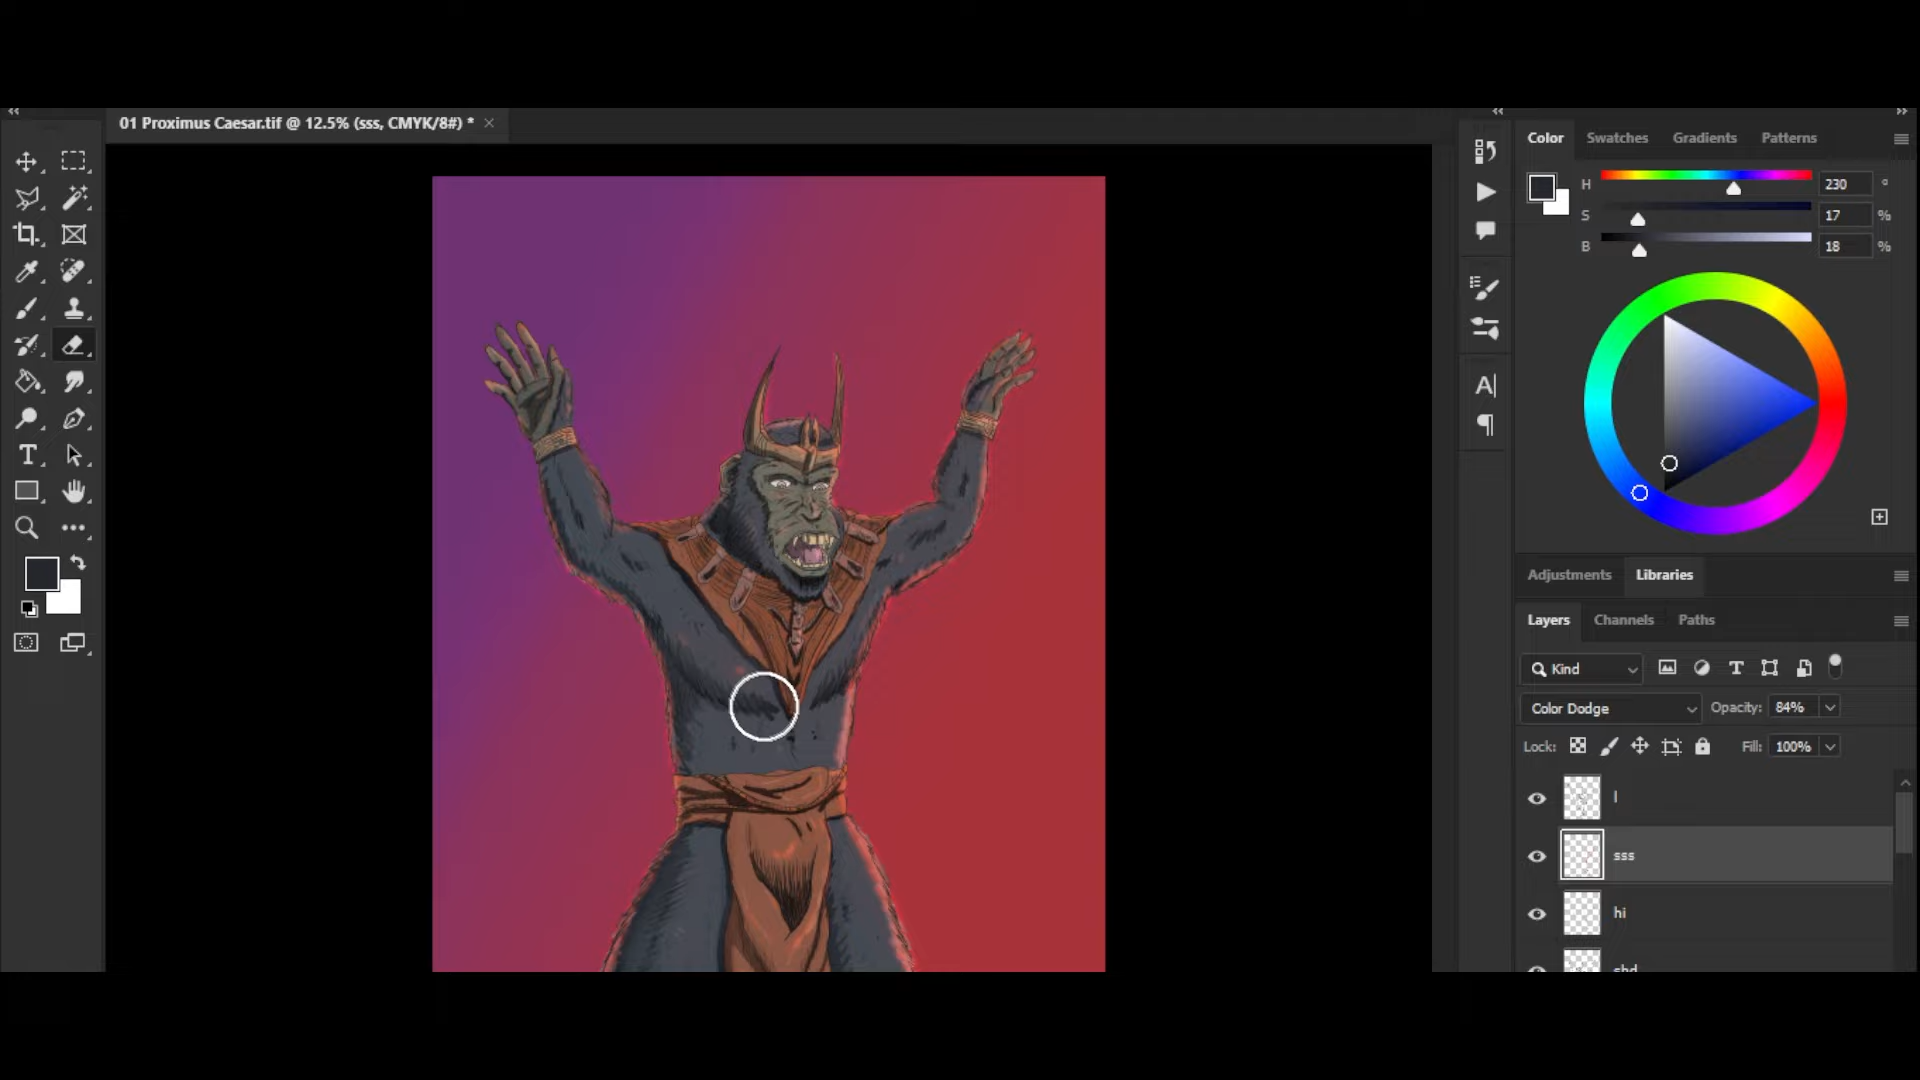 01 Proximus Caesar.tif @ 12.5% (sss, CMYK/8#) *
Color Swatches Gradients Patterns
H 230 °
S 17 %
B 18 %
Adjustments Libraries
Layers Channels Paths
Kind
Color Dodge Opacity: 84%
Lock: Fill: 100%
l
sss
hi
shd